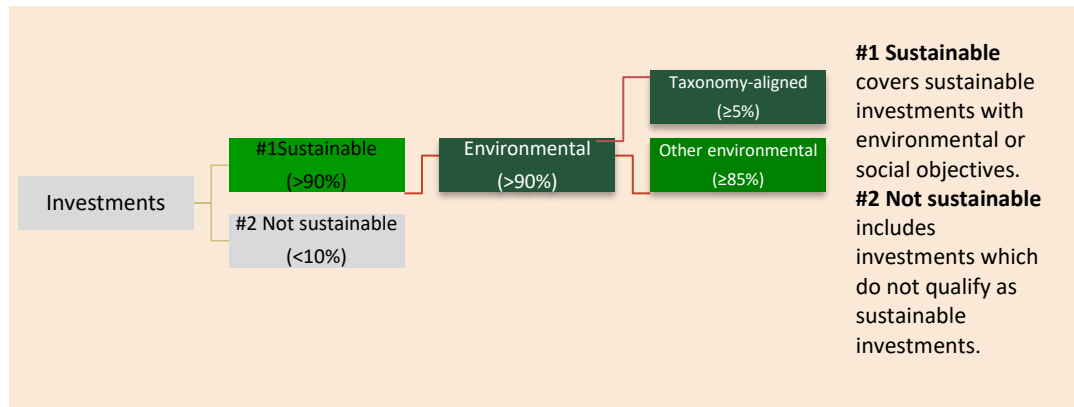 Investments
#1Sustainable
(>90%)
#2 Not sustainable
(<10%)
Environmental
(>90%)
Taxonomy-aligned
(≥5%)
Other environmental
(≥85%)
#1 Sustainable
covers sustainable
investments with
environmental or
social objectives.
#2 Not sustainable
includes
investments which
do not qualify as
sustainable
investments.